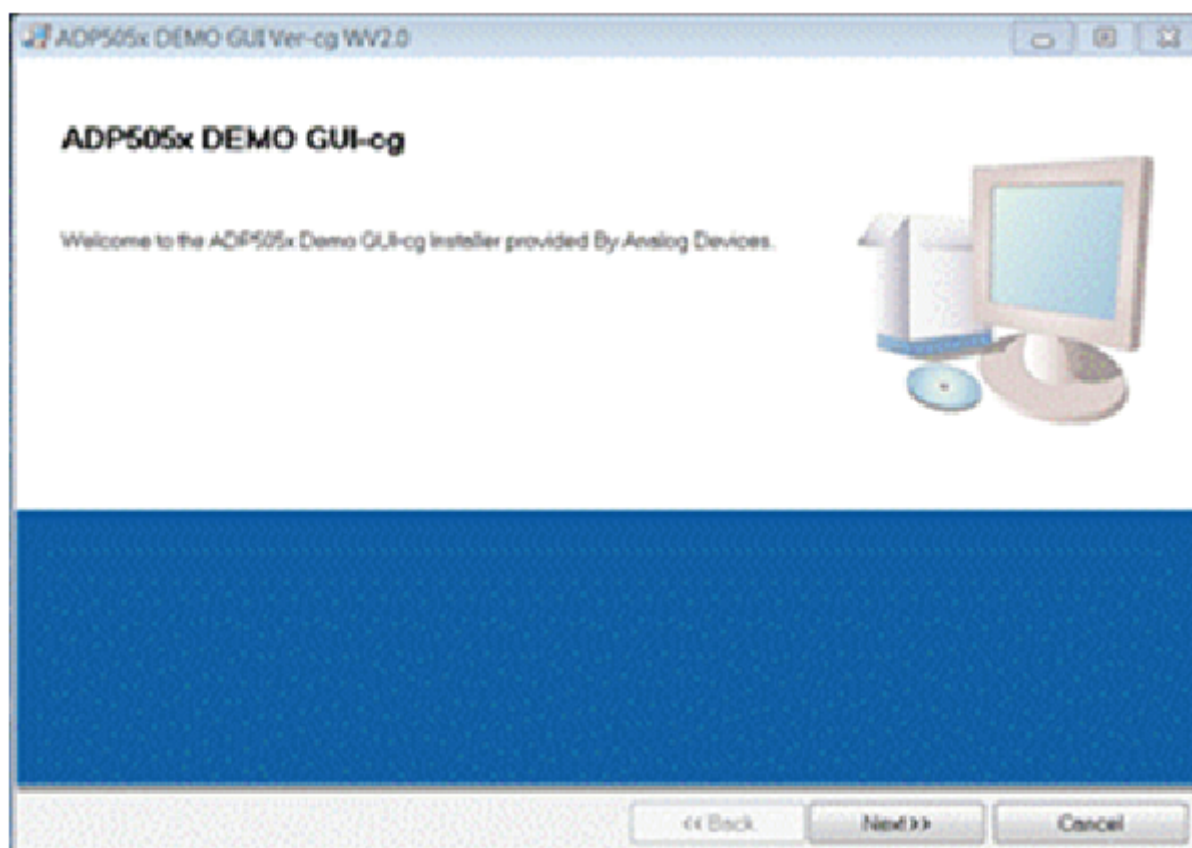 ADP505x DEMO GUI Ver-cg WV2.0
ADP505x DEMO GUI-cg
Welcome to the ADP505x Demo GUI-cg Installer provided By Analog Devices.
<< Back
Next >>
Cancel